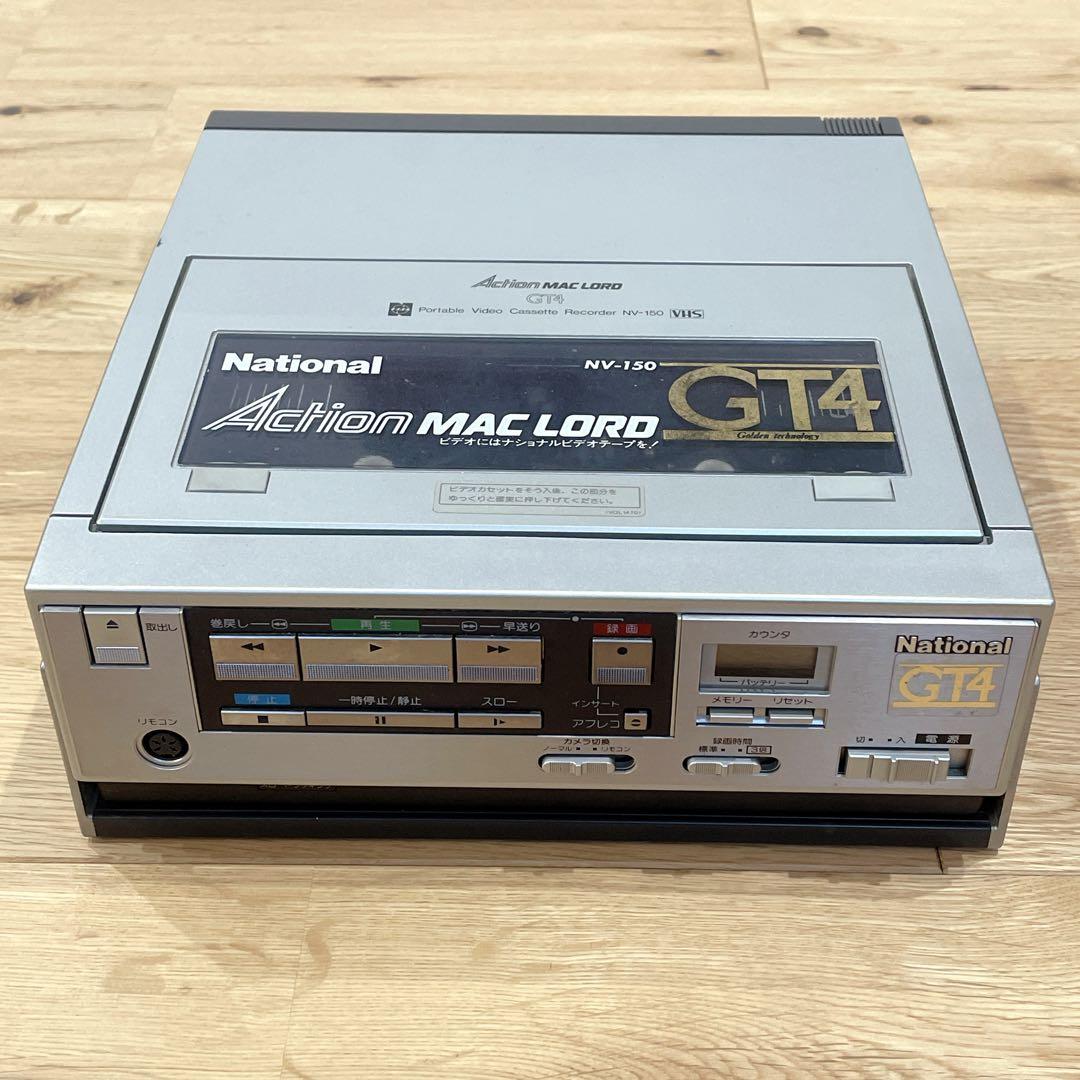 Action MAC LORD
GT4
Portable Video Cassette Recorder NV-150 VHS
National NV-150 GT4
Action MAC LORD
Golden technology
ビデオにはナショナルビデオテープを!
ビデオカセットをそう入後、この部分を
ゆっくりと確実に押し下げてください。
取出し
巻戻し 再生 早送り 録画
停止 一時停止/静止 スロー
インサート
アフレコ
カウンタ
バッテリー
メモリー リセット
National
GT4
リモコン
カメラ切換
ノーマル リモコン
録画時間
標準 3倍
切 入 電源